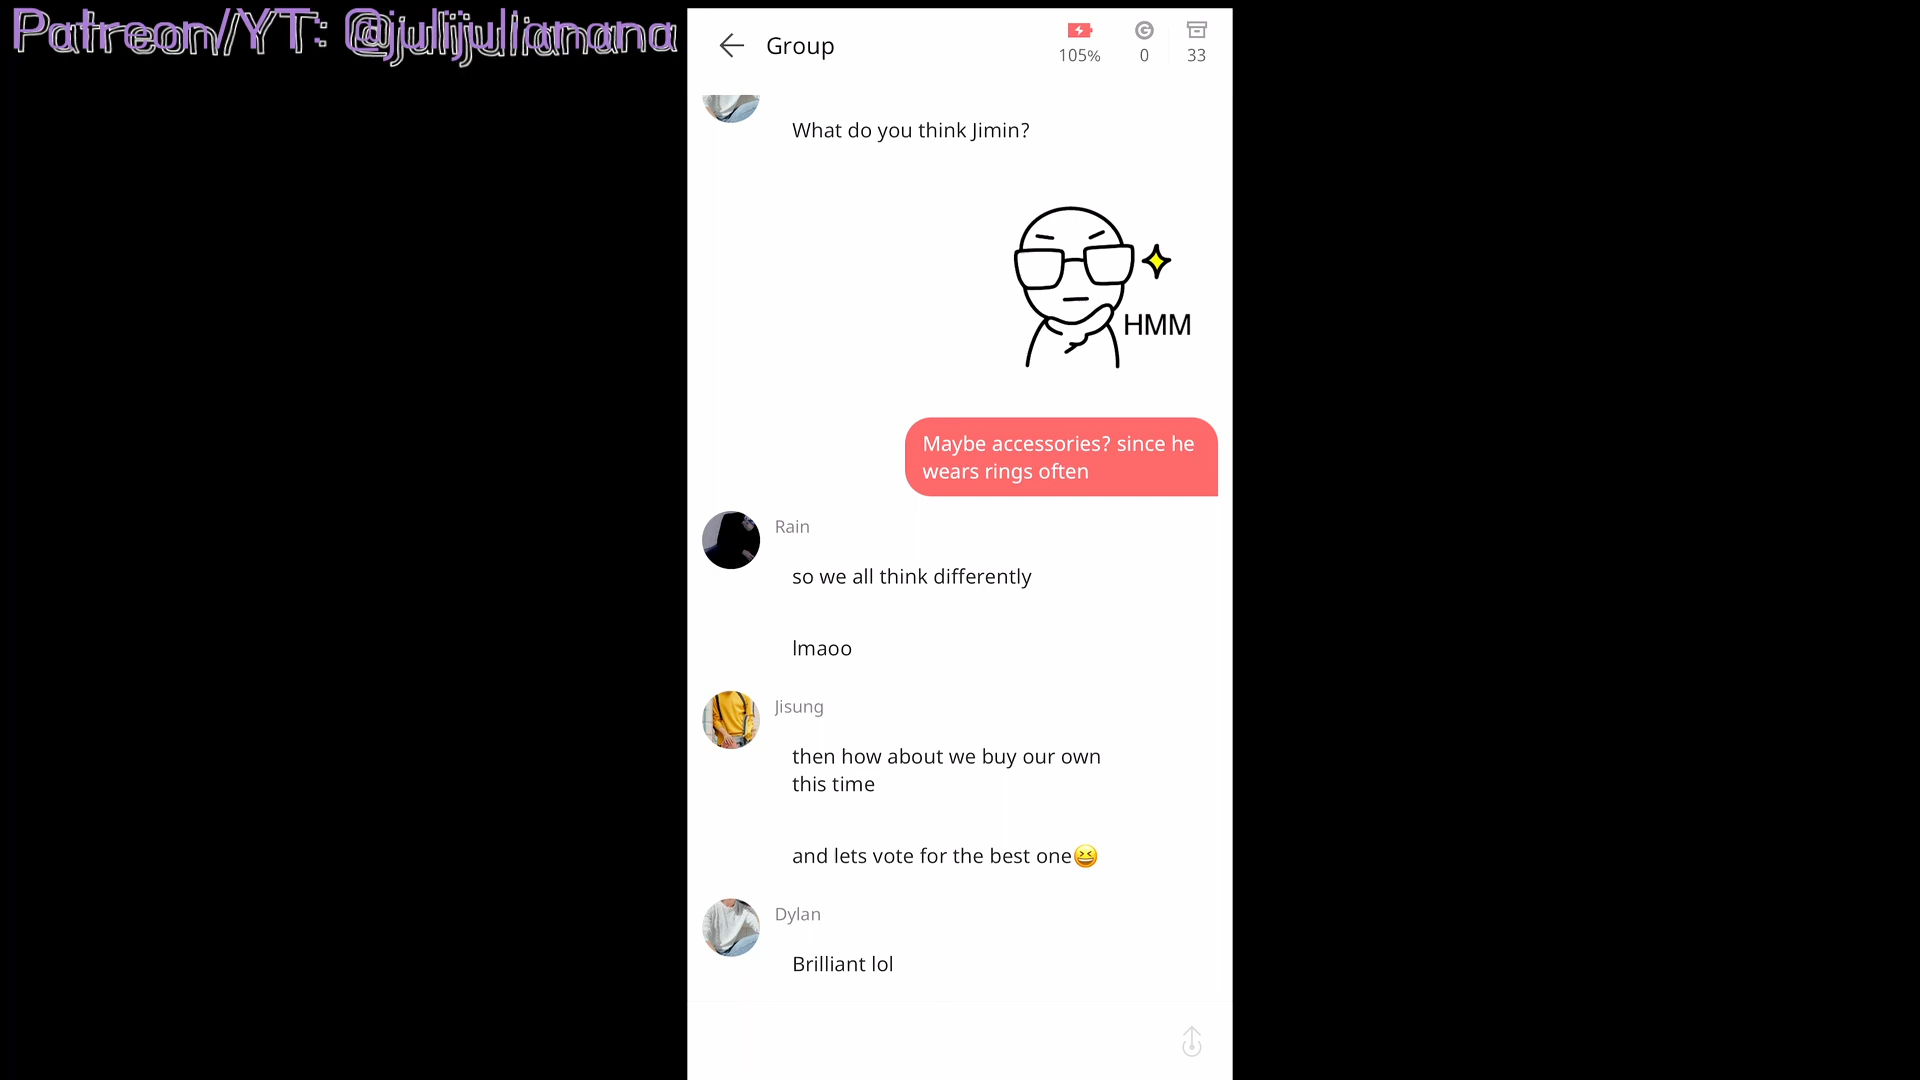 Patreon/YT: @julijulianana
Group
105%
0
33
What do you think Jimin?
HMM
Maybe accessories? since he
wears rings often
Rain
so we all think differently
lmaoo
Jisung
then how about we buy our own
this time
and lets vote for the best one😆
Dylan
Brilliant lol